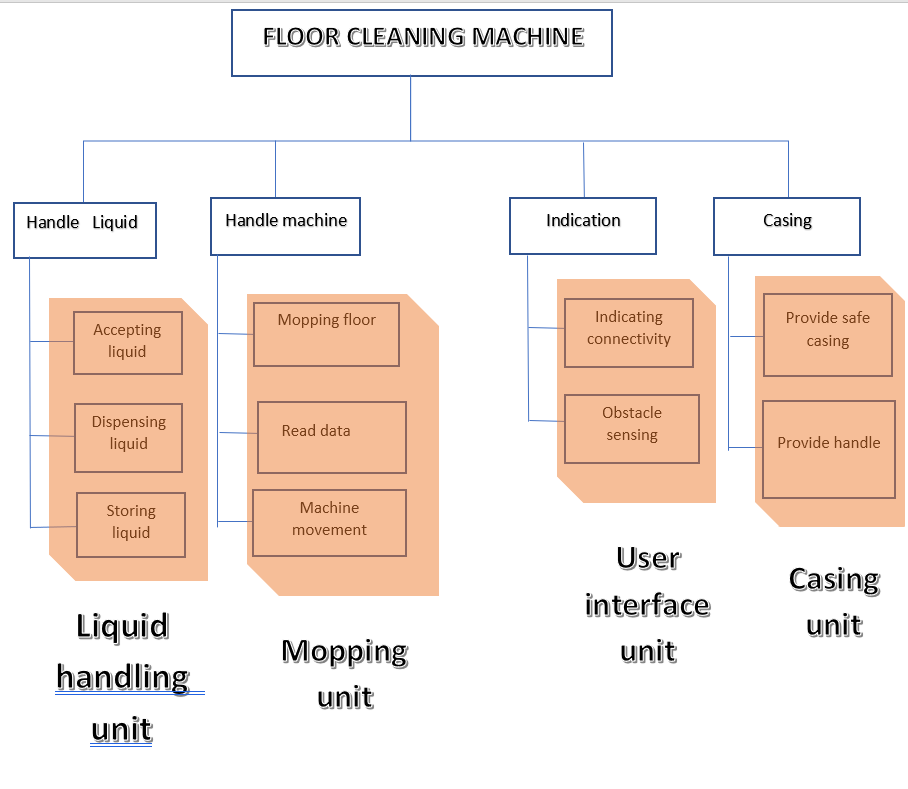 FLOOR CLEANING MACHINE
Handle Liquid
Handle machine
Indication
Casing
Accepting
liquid
Dispensing
liquid
Storing
liquid
Mopping floor
Read data
Machine
movement
Indicating
connectivity
Obstacle
sensing
Provide safe
casing
Provide handle
Liquid
handling
unit
Mopping
unit
User
interface
unit
Casing
unit